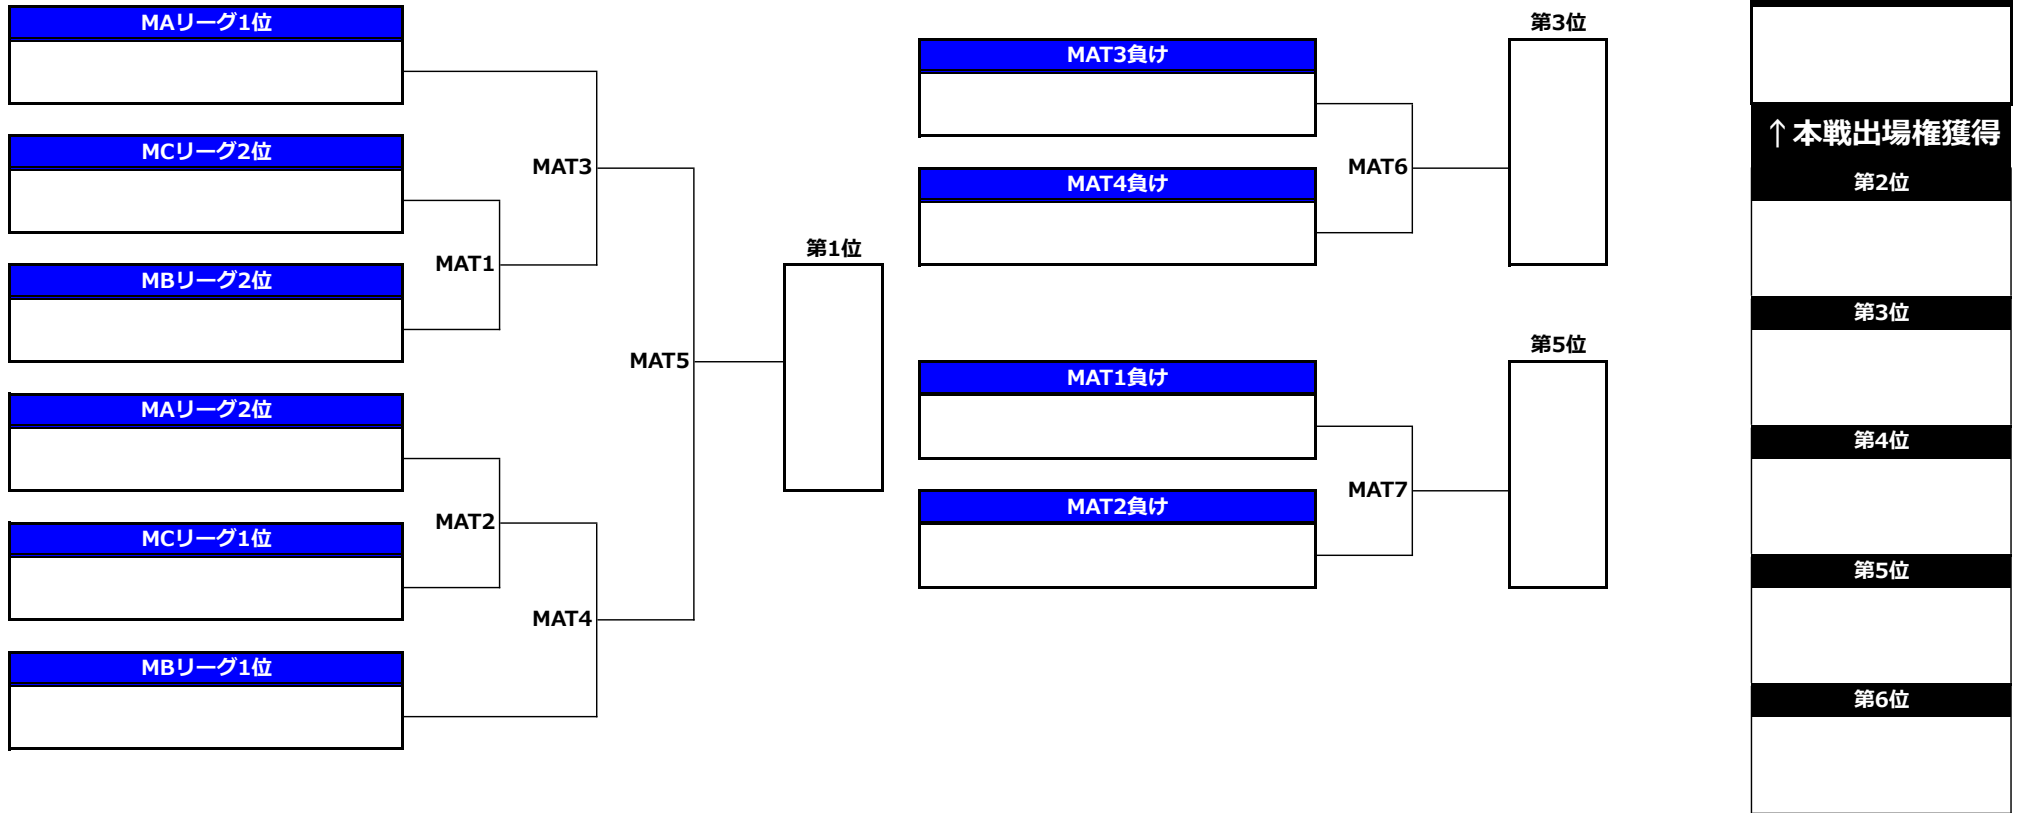 MAリーグ1位
MCリーグ2位
MAT3
MBリーグ2位
MAT1
第1位
MAT5
MAリーグ2位
MAT2
MCリーグ1位
MAT4
MBリーグ1位
第3位
MAT3負け
MAT6
MAT4負け
第5位
MAT1負け
MAT7
MAT2負け
↑本戦出場権獲得
第2位
第3位
第4位
第5位
第6位